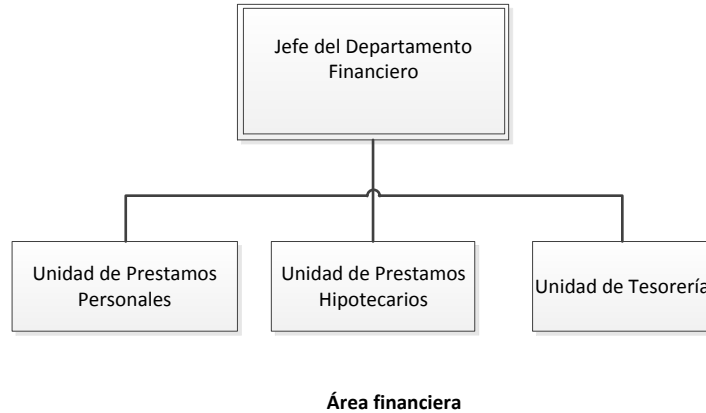 Jefe del Departamento
Financiero
Unidad de Prestamos
Personales
Unidad de Prestamos
Hipotecarios
Unidad de Tesorería
Área financiera